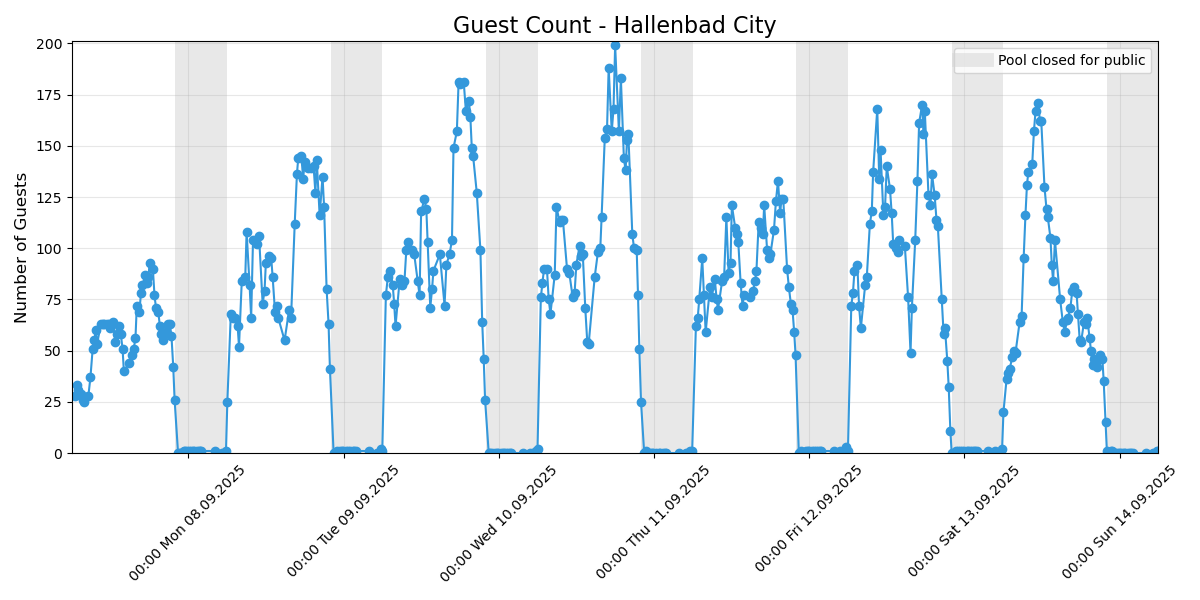 Guest Count - Hallenbad City
Pool closed for public
Number of Guests
200
175
150
125
100
75
50
25
0
00:00 Mon 08.09.2025
00:00 Tue 09.09.2025
00:00 Wed 10.09.2025
00:00 Thu 11.09.2025
00:00 Fri 12.09.2025
00:00 Sat 13.09.2025
00:00 Sun 14.09.2025